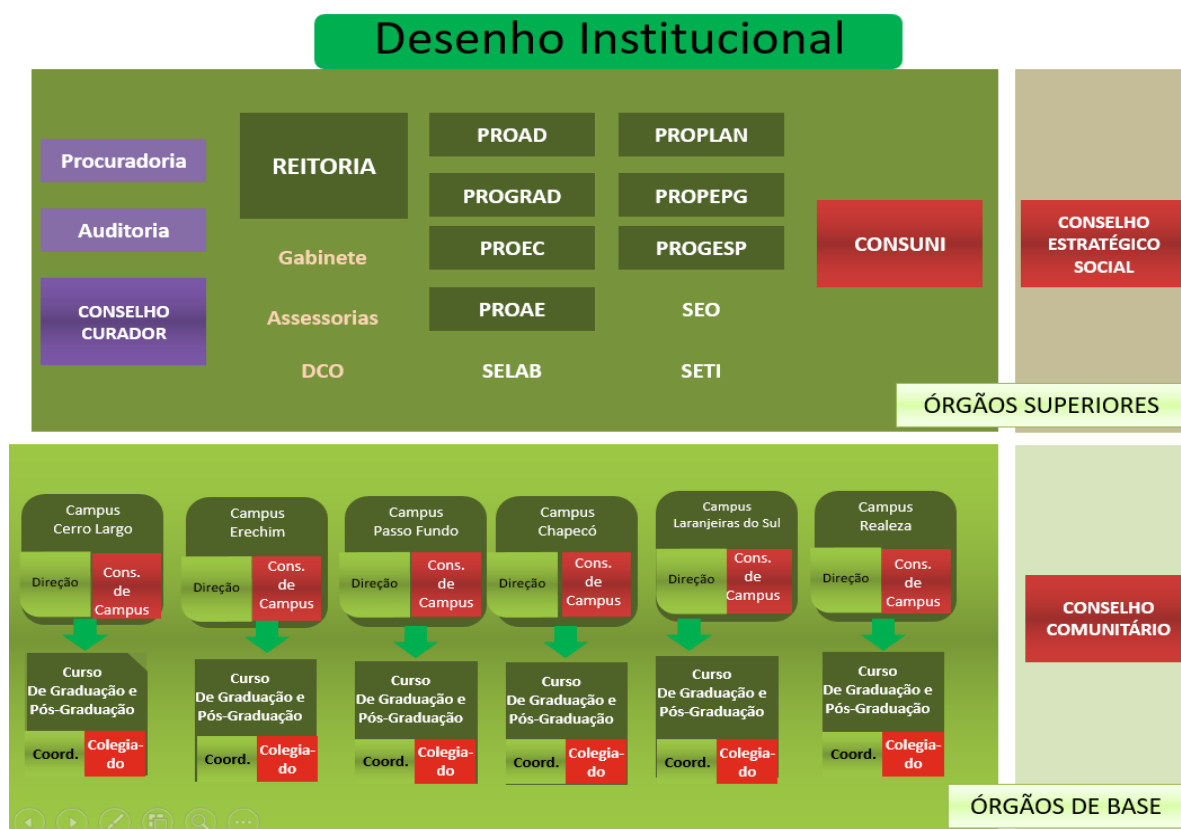 Desenho Institucional
Procuradoria
Auditoria
CONSELHO
CURADOR
REITORIA
Gabinete
Assessorias
DCO
PROAD
PROGRAD
PROEC
PROAE
SELAB
PROPLAN
PROPEPG
PROGESP
SEO
SETI
CONSUNI
CONSELHO
ESTRATÉGICO
SOCIAL
ÓRGÃOS SUPERIORES
Campus
Cerro Largo
Direção
Cons.
de
Campus
Curso
De Graduação e
Pós-Graduação
Coord.
Colegia-
do
Campus
Erechim
Direção
Cons.
de
Campus
Curso
De Graduação e
Pós-Graduação
Coord.
Colegia-
do
Campus
Passo Fundo
Direção
Cons.
de
Campus
Curso
De Graduação e
Pós-Graduação
Coord.
Colegia-
do
Campus
Chapecó
Direção
Cons.
de
Campus
Curso
De Graduação e
Pós-Graduação
Coord.
Colegia-
do
Campus
Laranjeiras do Sul
Direção
Cons.
de
Campus
Curso
De Graduação e
Pós-Graduação
Coord.
Colegia-
do
Campus
Realeza
Direção
Cons.
de
Campus
Curso
De Graduação e
Pós-Graduação
Coord.
Colegia-
do
CONSELHO
COMUNITÁRIO
ÓRGÃOS DE BASE